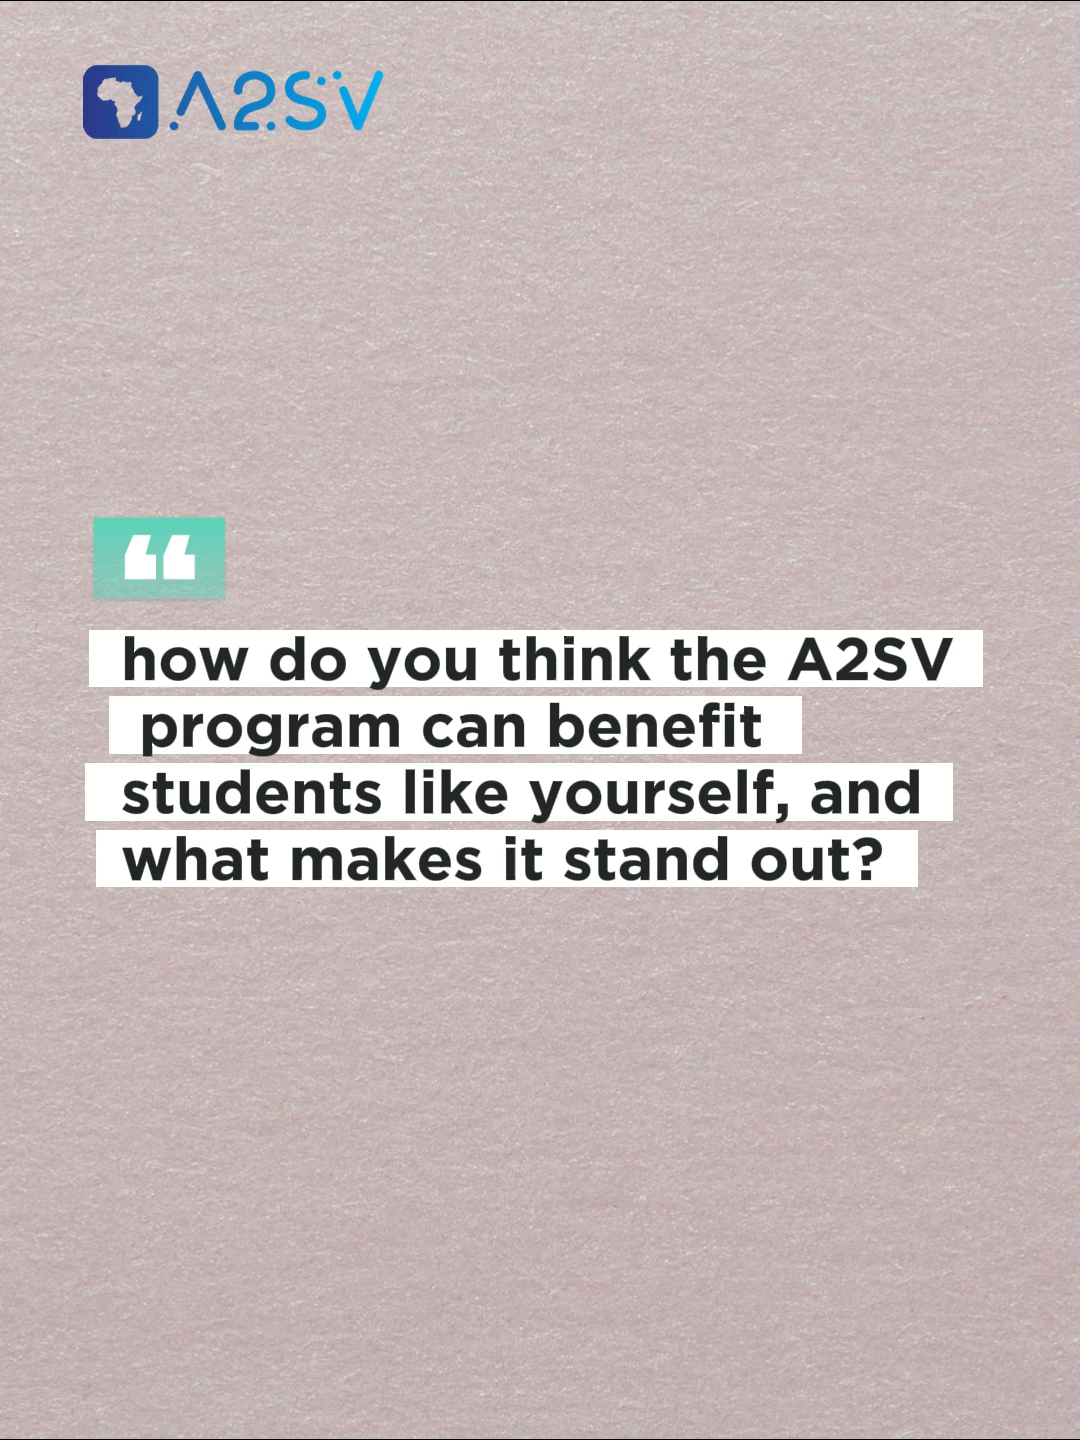 A2SV
“
how do you think the A2SV
program can benefit
students like yourself, and
what makes it stand out?